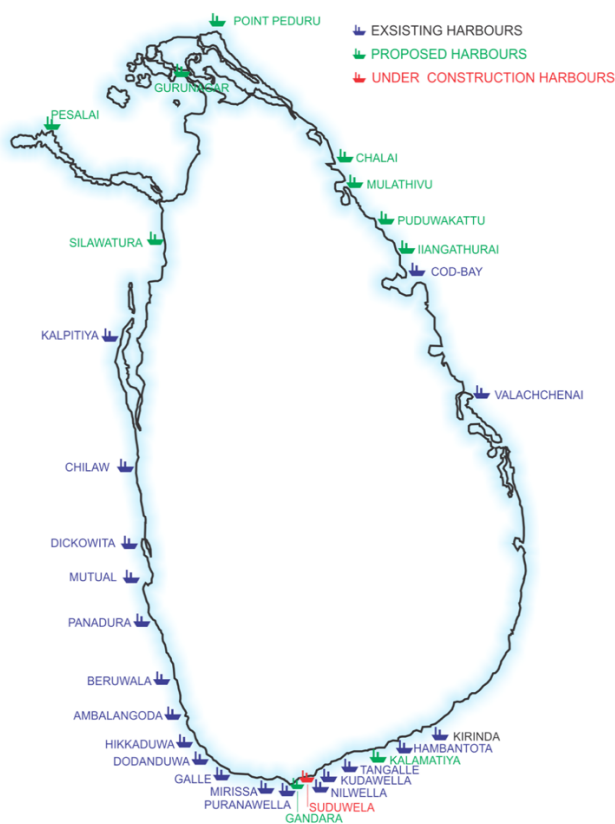 POINT PEDURU
EXSISTING HARBOURS
PROPOSED HARBOURS
UNDER CONSTRUCTION HARBOURS
GURUNAGAR
PESALAI
CHALAI
MULATHIVU
PUDUWAKATTU
SILAWATURA
IIANGATHURAI
COD-BAY
KALPITIYA
VALACHCHENAI
CHILAW
DICKOWITA
MUTUAL
PANADURA
BERUWALA
AMBALANGODA
KIRINDA
HIKKADUWA
HAMBANTOTA
DODANDUWA
KALAMATIYA
TANGALLE
GALLE
KUDAWELLA
MIRISSA
NILWELLA
PURANAWELLA
SUDUWELA
GANDARA